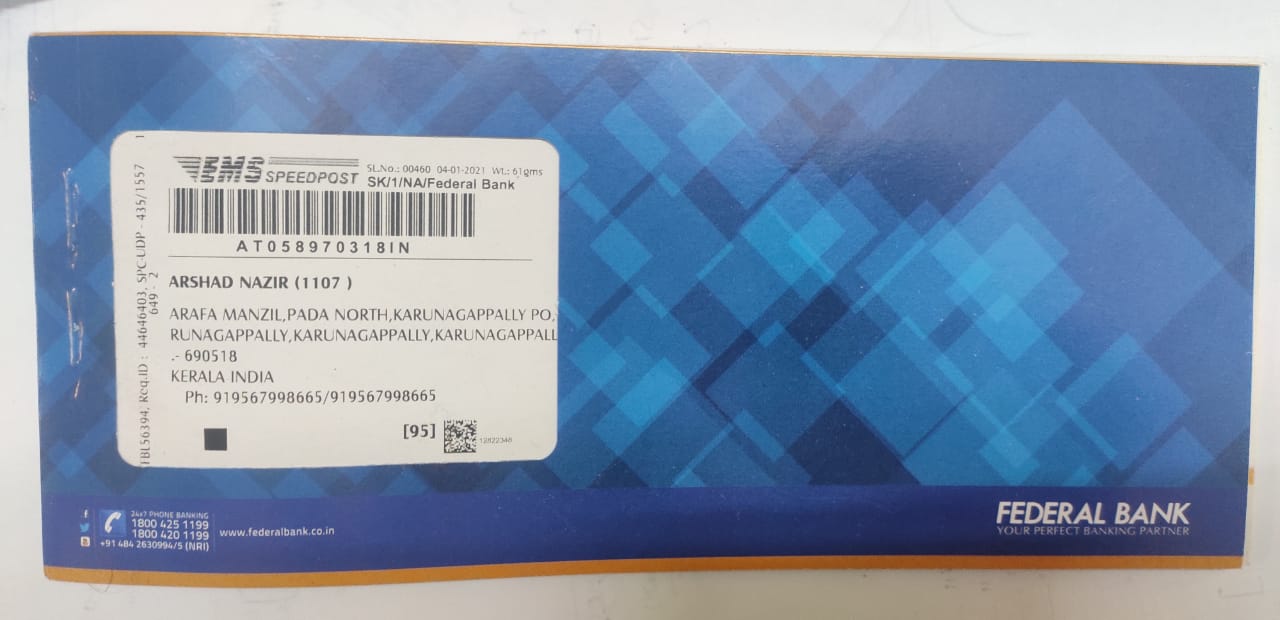 EMS SPEEDPOST
SL.No.: 00460 04-01-2021 Wt.: 61gms
SK/1/NA/Federal Bank
AT058970318IN
ARSHAD NAZIR (1107 )
ARAFA MANZIL,PADA NORTH,KARUNAGAPPALLY PO,
RUNAGAPPALLY,KARUNAGAPPALLY,KARUNAGAPPALL
.- 690518
KERALA INDIA
Ph: 919567998665/919567998665
[95]
12822346
FBL56394, Req.ID : 44646403, SPC-UDP - 435/1557 1
649 - 2
24x7 PHONE BANKING
1800 425 1199
1800 420 1199
+91 484 2630994/5 (NRI)
www.federalbank.co.in
FEDERAL BANK
YOUR PERFECT BANKING PARTNER